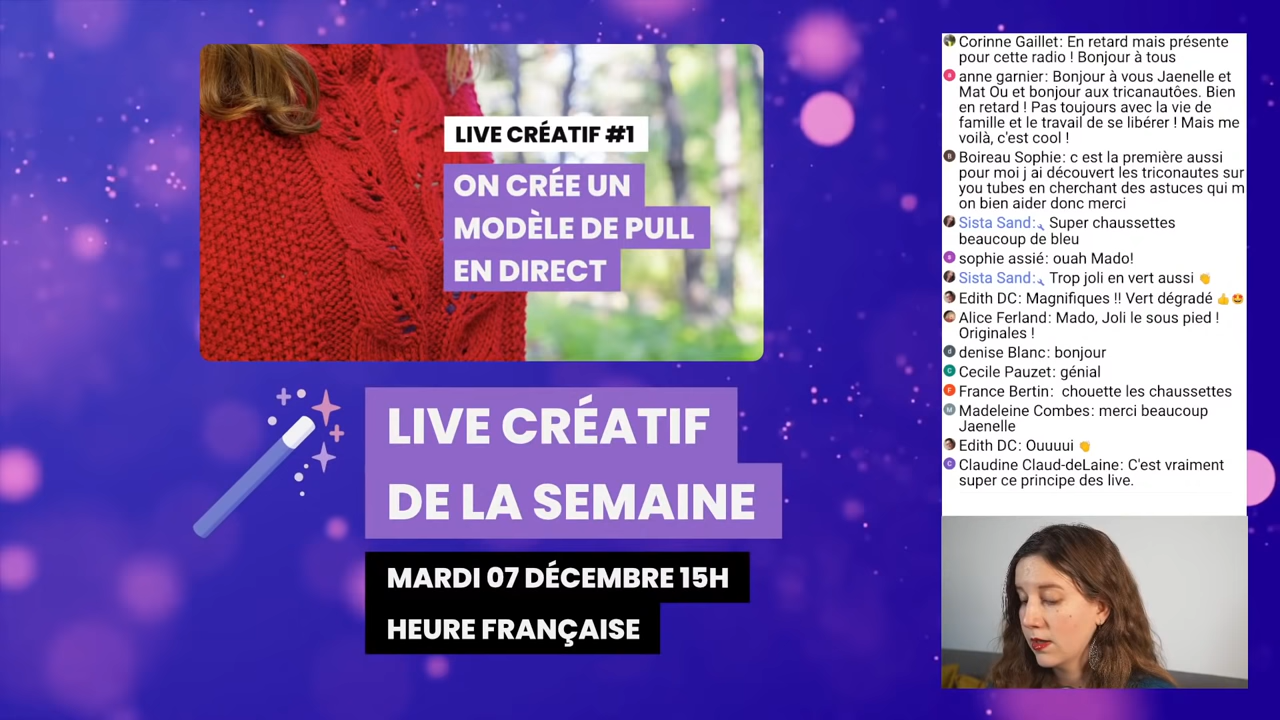 LIVE CRÉATIF #1
ON CRÉE UN
MODÈLE DE PULL
EN DIRECT
LIVE CRÉATIF
DE LA SEMAINE
MARDI 07 DÉCEMBRE 15H
HEURE FRANÇAISE
Corinne Gaillet: En retard mais présente
pour cette radio ! Bonjour à tous
anne garnier: Bonjour à vous Jaenelle et
Mat Ou et bonjour aux tricanautôes. Bien
en retard ! Pas toujours avec la vie de
famille et le travail de se libérer ! Mais me
voilà, c'est cool !
Boireau Sophie: c est la première aussi
pour moi j ai découvert les triconautes sur
you tubes en cherchant des astuces qui m
on bien aider donc merci
Sista Sand: Super chaussettes
beaucoup de bleu
sophie assié: ouah Mado!
Sista Sand: Trop joli en vert aussi 👏
Edith DC: Magnifiques !! Vert dégradé 👍🤩
Alice Ferland: Mado, Joli le sous pied !
Originales !
denise Blanc: bonjour
Cecile Pauzet: génial
France Bertin: chouette les chaussettes
Madeleine Combes: merci beaucoup
Jaenelle
Edith DC: Ouuuui 👏
Claudine Claud-deLaine: C'est vraiment
super ce principe des live.